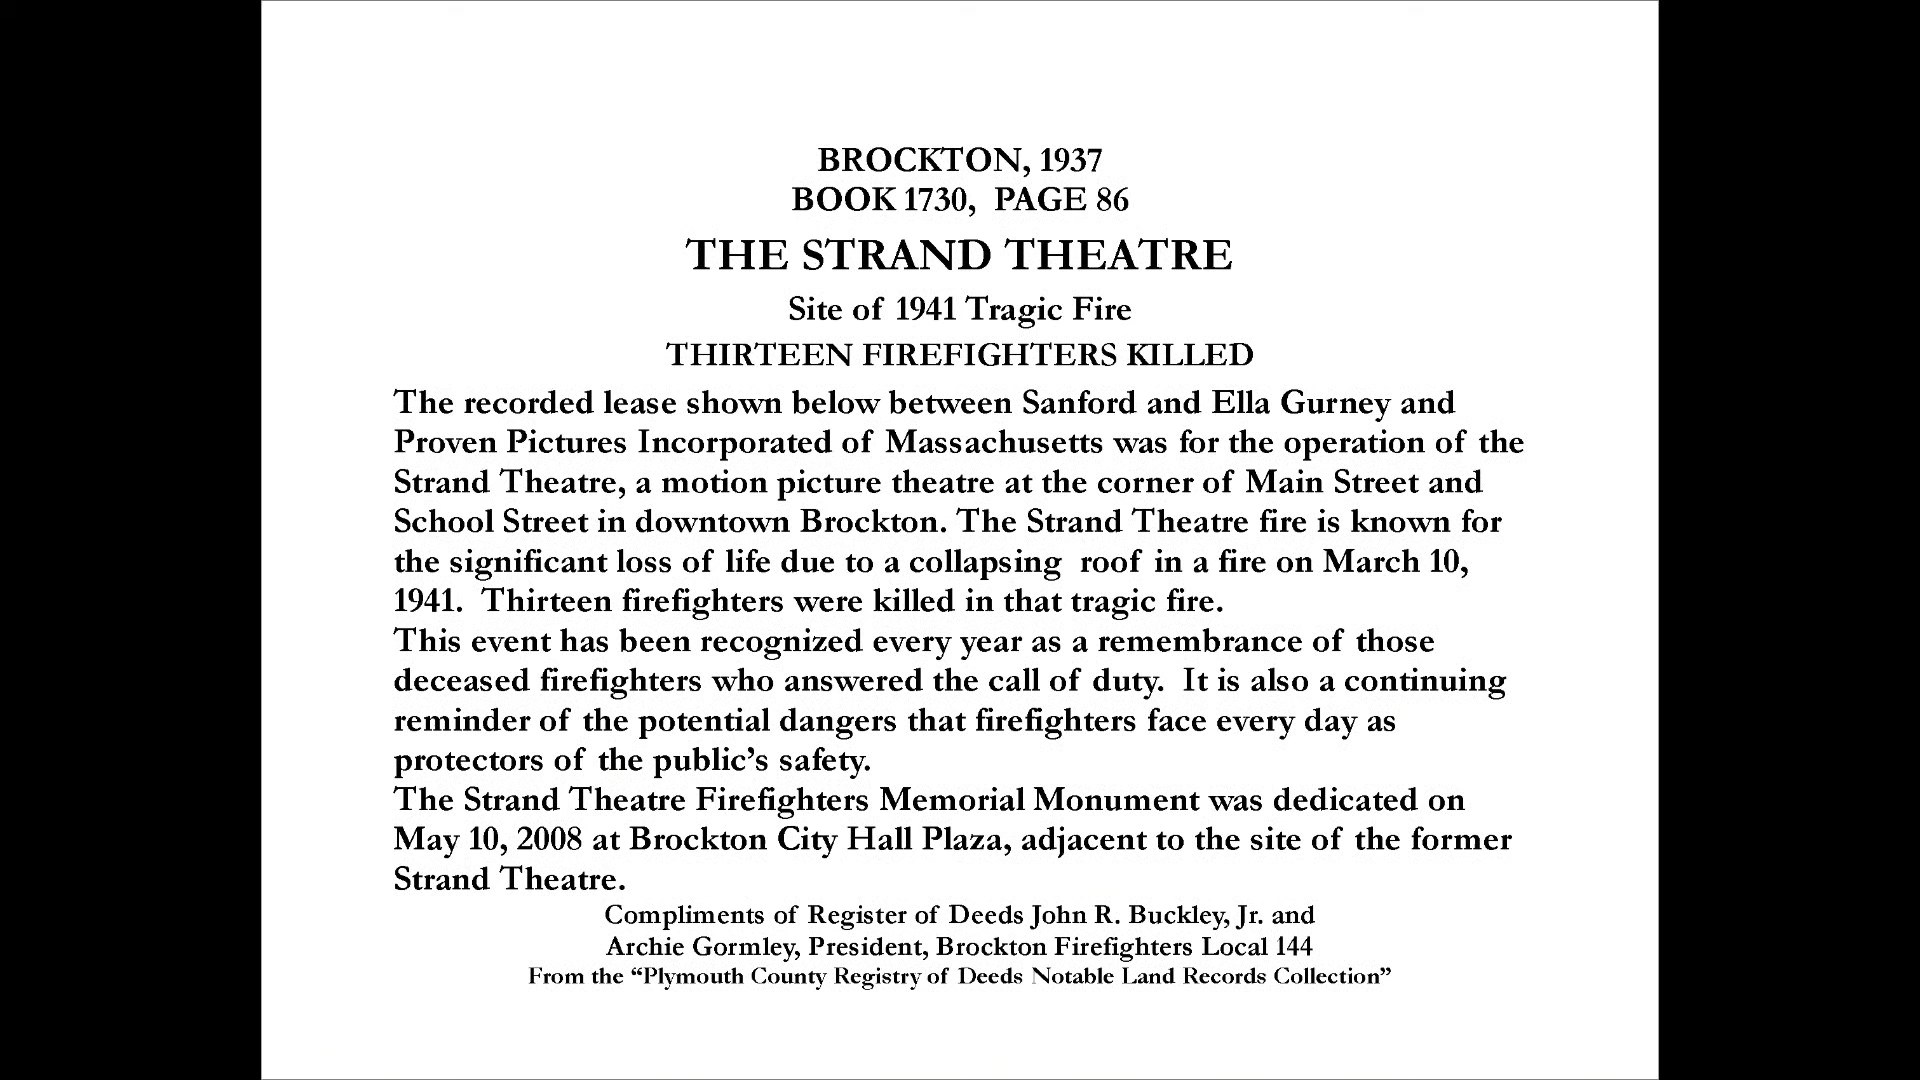 BROCKTON, 1937
BOOK 1730, PAGE 86
THE STRAND THEATRE
Site of 1941 Tragic Fire
THIRTEEN FIREFIGHTERS KILLED
The recorded lease shown below between Sanford and Ella Gurney and
Proven Pictures Incorporated of Massachusetts was for the operation of the
Strand Theatre, a motion picture theatre at the corner of Main Street and
School Street in downtown Brockton. The Strand Theatre fire is known for
the significant loss of life due to a collapsing roof in a fire on March 10,
1941. Thirteen firefighters were killed in that tragic fire.
This event has been recognized every year as a remembrance of those
deceased firefighters who answered the call of duty. It is also a continuing
reminder of the potential dangers that firefighters face every day as
protectors of the public’s safety.
The Strand Theatre Firefighters Memorial Monument was dedicated on
May 10, 2008 at Brockton City Hall Plaza, adjacent to the site of the former
Strand Theatre.
Compliments of Register of Deeds John R. Buckley, Jr. and
Archie Gormley, President, Brockton Firefighters Local 144
From the “Plymouth County Registry of Deeds Notable Land Records Collection”